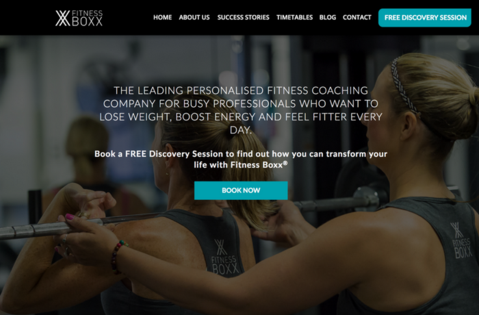 FITNESS
BOXX
HOME ABOUT US SUCCESS STORIES TIMETABLES BLOG CONTACT FREE DISCOVERY SESSION
THE LEADING PERSONALISED FITNESS COACHING
COMPANY FOR BUSY PROFESSIONALS WHO WANT TO
LOSE WEIGHT, BOOST ENERGY AND FEEL FITTER EVERY
DAY.
Book a FREE Discovery Session to find out how you can transform your
life with Fitness Boxx®
BOOK NOW
FITNESS
BOXX
FITNESS
BOXX